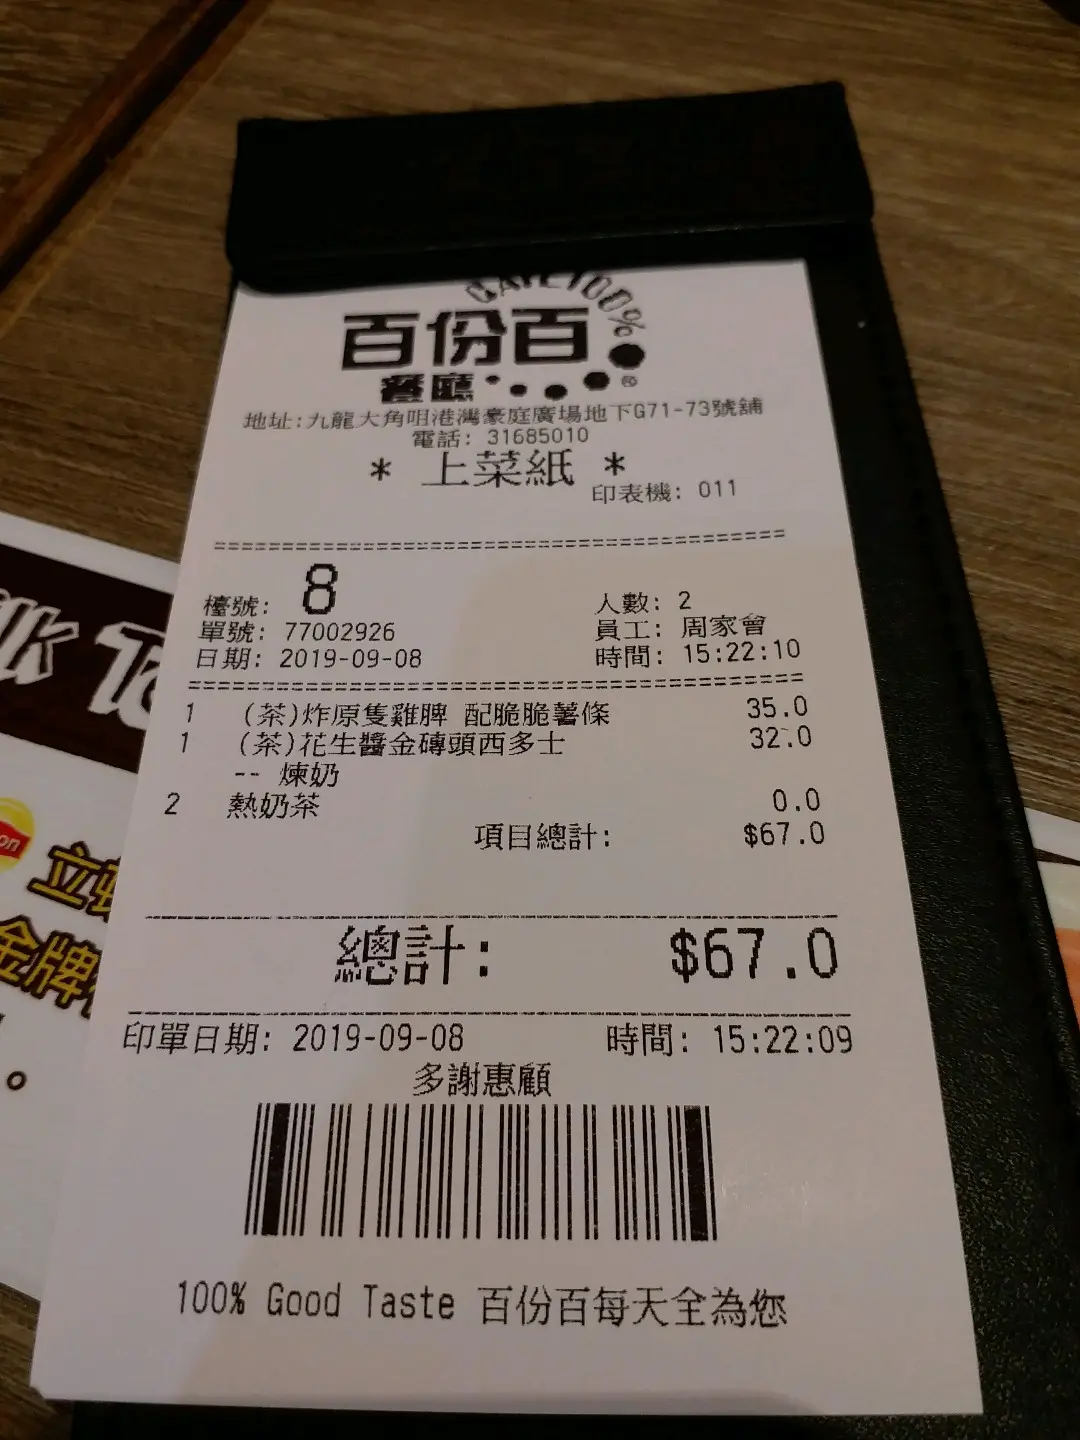 CAFE 100%
百份百
餐廳 ®
地址:九龍大角咀港灣豪庭廣場地下G71-73號舖
電話: 31685010
* 上菜紙 *
印表機: 011
檯號: 8 人數: 2
單號: 77002926 員工: 周家會
日期: 2019-09-08 時間: 15:22:10
1 (茶)炸原隻雞脾 配脆脆薯條 35.0
1 (茶)花生醬金磚頭西多士 32.0
-- 煉奶
2 熱奶茶 0.0
項目總計: $67.0
總計: $67.0
印單日期: 2019-09-08 時間: 15:22:09
多謝惠顧
100% Good Taste 百份百每天全為您
立
金牌